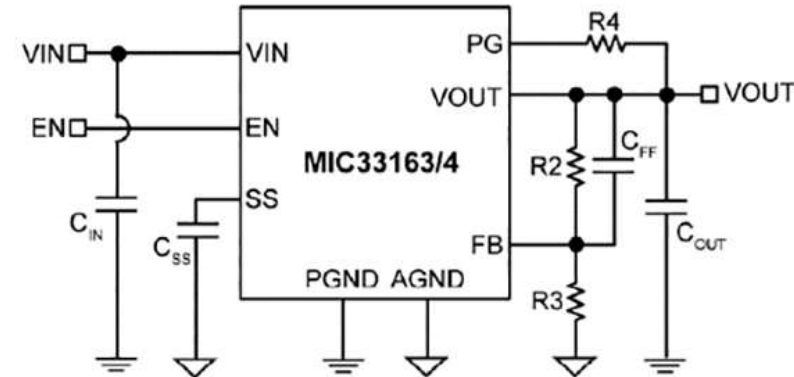 R4
VIN
VIN
PG
VOUT
VOUT
EN
EN
MIC33163/4
R2
CFF
SS
CIN
CSS
FB
COUT
PGND
AGND
R3